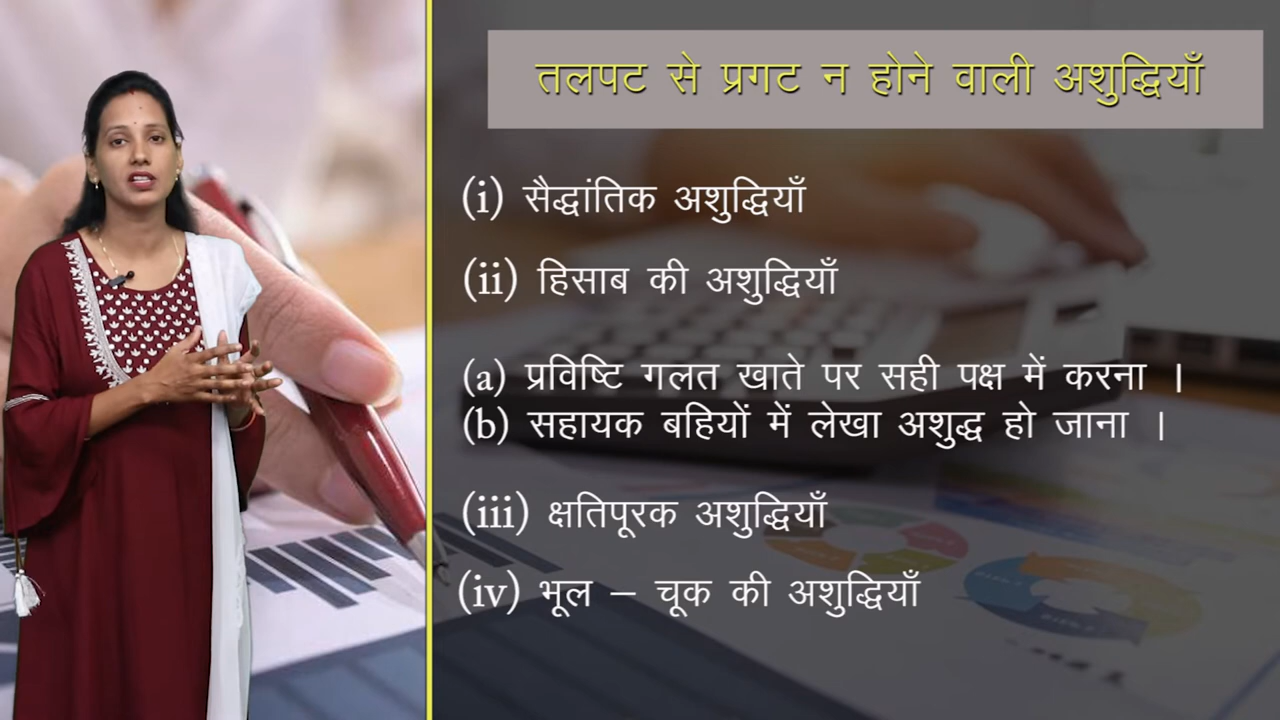 तलपट से प्रगट न होने वाली अशुद्धियाँ
(i) सैद्धांतिक अशुद्धियाँ
(ii) हिसाब की अशुद्धियाँ
(a) प्रविष्टि गलत खाते पर सही पक्ष में करना ।
(b) सहायक बहियों में लेखा अशुद्ध हो जाना ।
(iii) क्षतिपूरक अशुद्धियाँ
(iv) भूल – चूक की अशुद्धियाँ